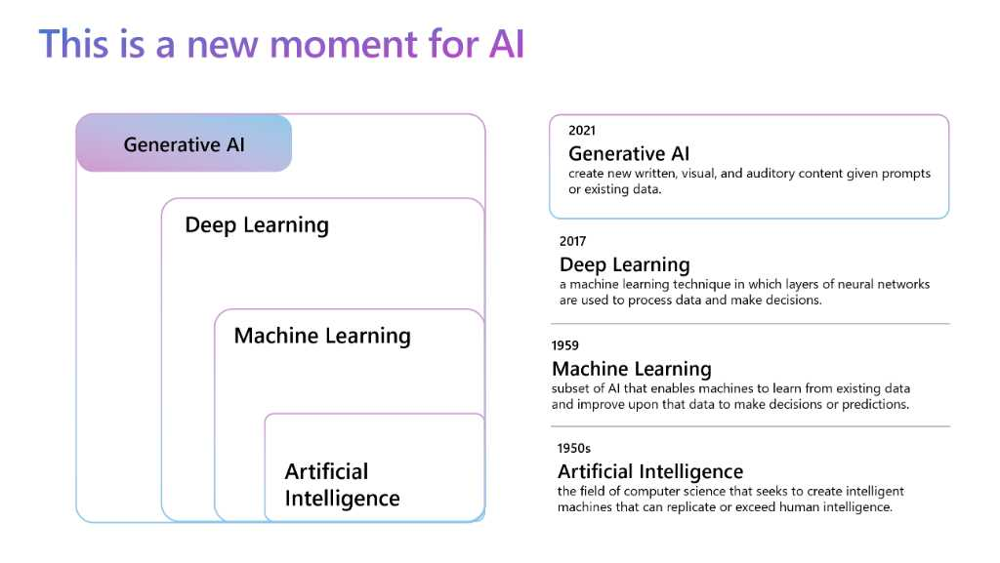 This is a new moment for AI
Generative AI
Deep Learning
Machine Learning
Artificial
Intelligence
2021
Generative AI
create new written, visual, and auditory content given prompts
or existing data.
2017
Deep Learning
a machine learning technique in which layers of neural networks
are used to process data and make decisions.
1959
Machine Learning
subset of AI that enables machines to learn from existing data
and improve upon that data to make decisions or predictions.
1950s
Artificial Intelligence
the field of computer science that seeks to create intelligent
machines that can replicate or exceed human intelligence.